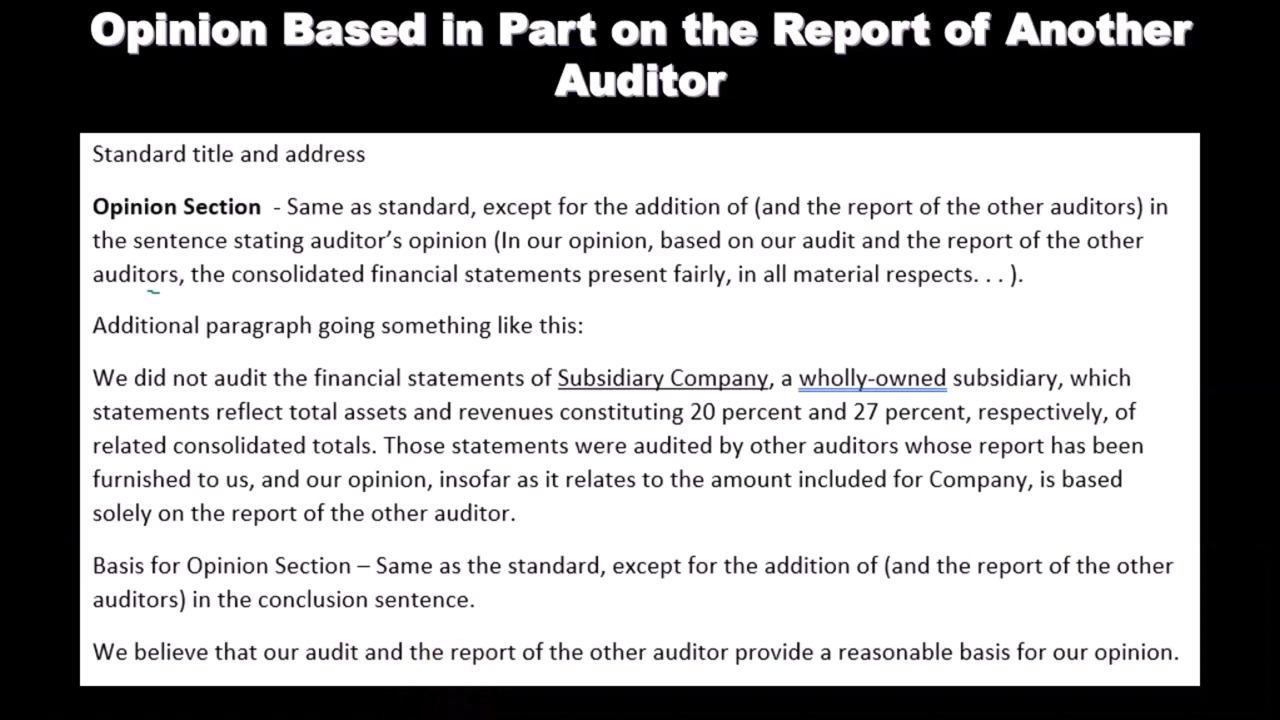 Opinion Based in Part on the Report of Another
Auditor
Standard title and address
Opinion Section - Same as standard, except for the addition of (and the report of the other auditors) in
the sentence stating auditor’s opinion (In our opinion, based on our audit and the report of the other
auditors, the consolidated financial statements present fairly, in all material respects. . . ).
Additional paragraph going something like this:
We did not audit the financial statements of Subsidiary Company, a wholly-owned subsidiary, which
statements reflect total assets and revenues constituting 20 percent and 27 percent, respectively, of
related consolidated totals. Those statements were audited by other auditors whose report has been
furnished to us, and our opinion, insofar as it relates to the amount included for Company, is based
solely on the report of the other auditor.
Basis for Opinion Section – Same as the standard, except for the addition of (and the report of the other
auditors) in the conclusion sentence.
We believe that our audit and the report of the other auditor provide a reasonable basis for our opinion.